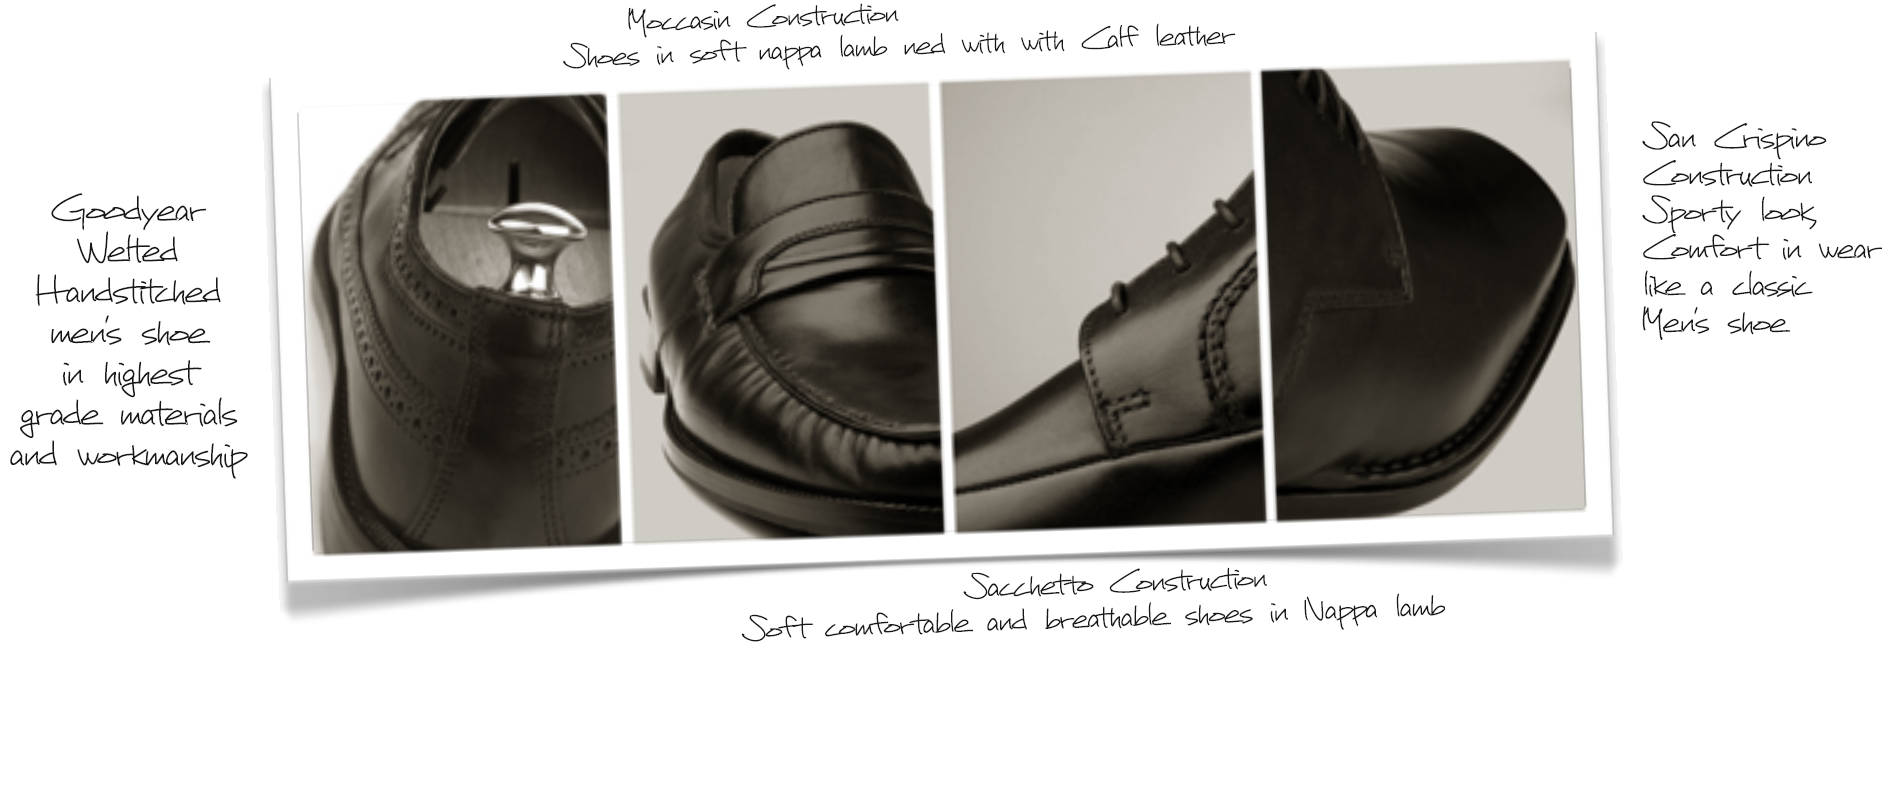 Moccasin Construction
Shoes in soft nappa lamb ned with with Calf leather
Goodyear
Welted
Handstitched
men's shoe
in highest
grade materials
and workmanship
San Crispino
Construction
Sporty look,
Comfort in wear
like a classic
Men's shoe
Sacchetto Construction
Soft comfortable and breathable shoes in Nappa lamb